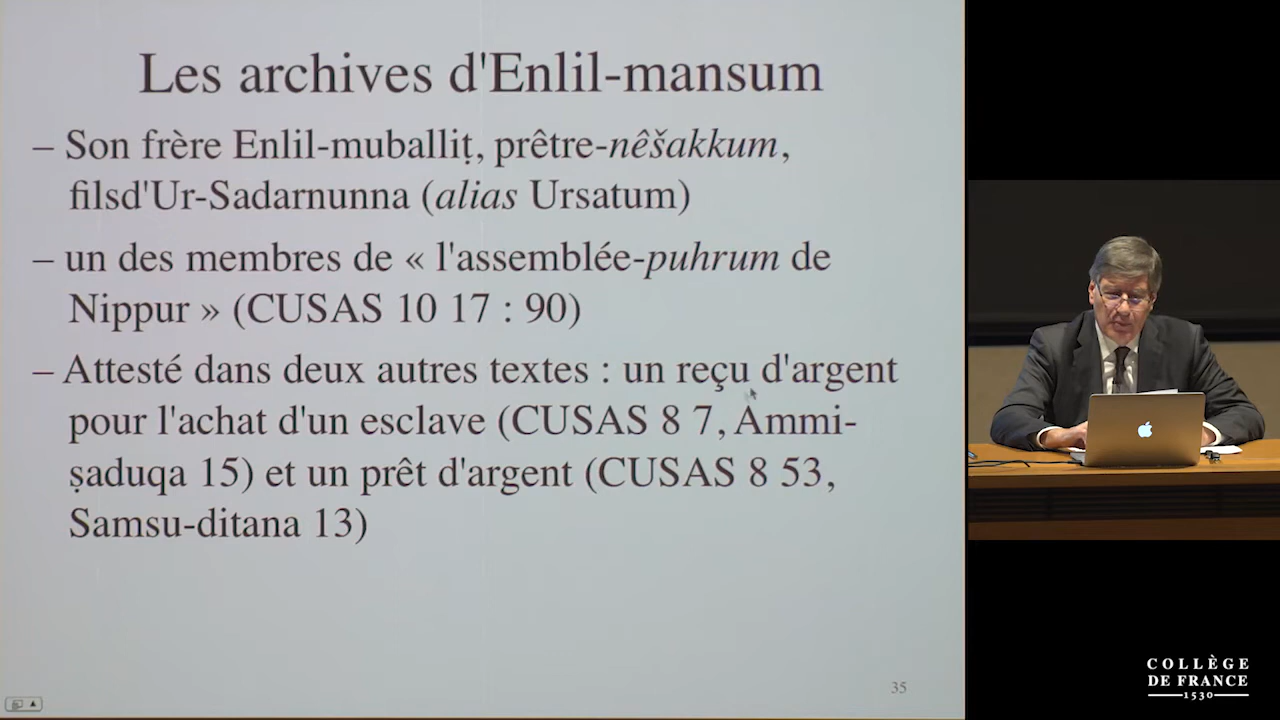 Les archives d'Enlil-mansum
– Son frère Enlil-muballiṭ, prêtre-nêšakkum,
filsd'Ur-Sadarnunna (alias Ursatum)
– un des membres de « l'assemblée-puhrum de
Nippur » (CUSAS 10 17 : 90)
– Attesté dans deux autres textes : un reçu d'argent
pour l'achat d'un esclave (CUSAS 8 7, Ammi-
ṣaduqa 15) et un prêt d'argent (CUSAS 8 53,
Samsu-ditana 13)
35
COLLÈGE
DE FRANCE
1530